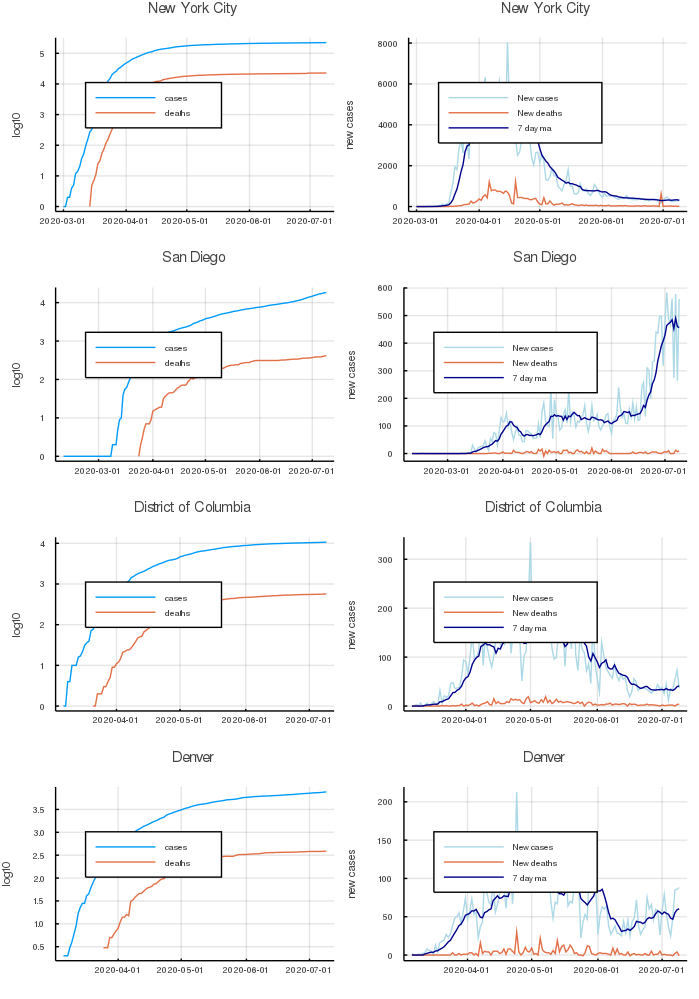 New York City
log10
5
4
3
2
1
0
cases
deaths
2020-03-01 2020-04-01 2020-05-01 2020-06-01 2020-07-01
New York City
new cases
8000
6000
4000
2000
0
New cases
New deaths
7 day ma
2020-03-01 2020-04-01 2020-05-01 2020-06-01 2020-07-01
San Diego
log10
4
3
2
1
0
cases
deaths
2020-03-01 2020-04-01 2020-05-01 2020-06-01 2020-07-01
San Diego
new cases
600
500
400
300
200
100
0
New cases
New deaths
7 day ma
2020-03-01 2020-04-01 2020-05-01 2020-06-01 2020-07-01
District of Columbia
log10
4
3
2
1
0
cases
deaths
2020-04-01 2020-05-01 2020-06-01 2020-07-01
District of Columbia
new cases
300
200
100
0
New cases
New deaths
7 day ma
2020-04-01 2020-05-01 2020-06-01 2020-07-01
Denver
log10
3.5
3.0
2.5
2.0
1.5
1.0
0.5
cases
deaths
2020-04-01 2020-05-01 2020-06-01 2020-07-01
Denver
new cases
200
150
100
50
0
New cases
New deaths
7 day ma
2020-04-01 2020-05-01 2020-06-01 2020-07-01